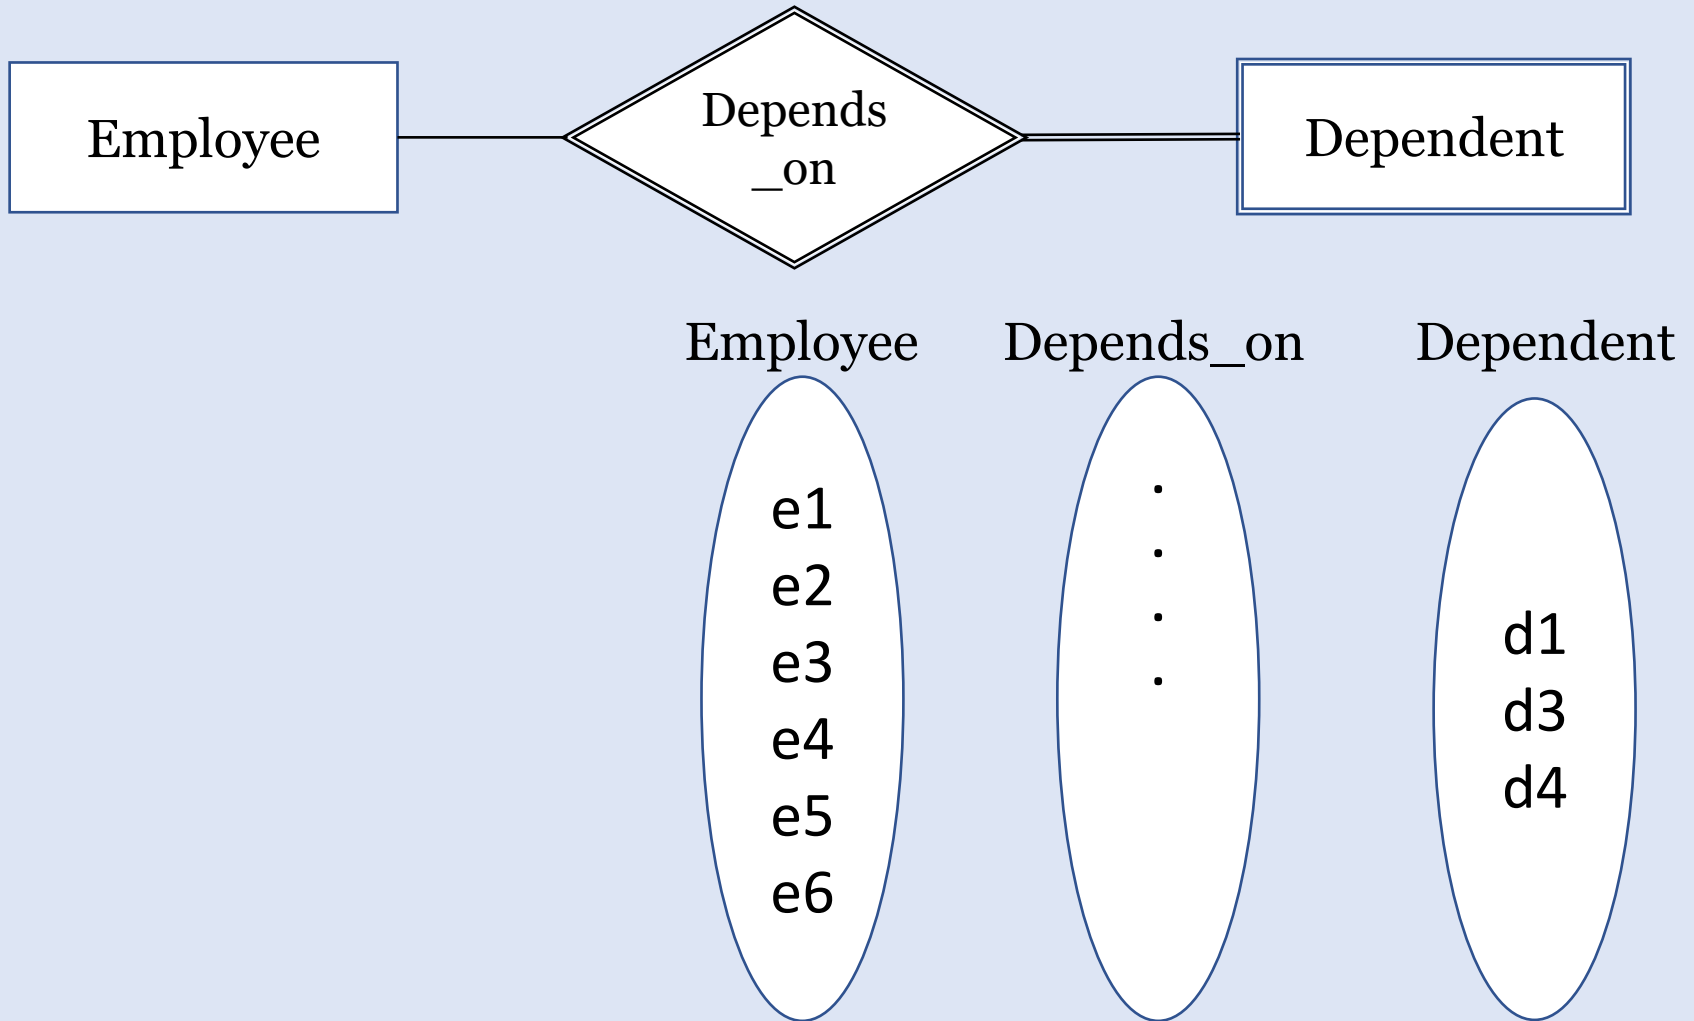 Employee
Depends
_on
Dependent
Employee
Depends_on
Dependent
e1
e2
e3
e4
e5
e6
.
.
.
.
d1
d3
d4